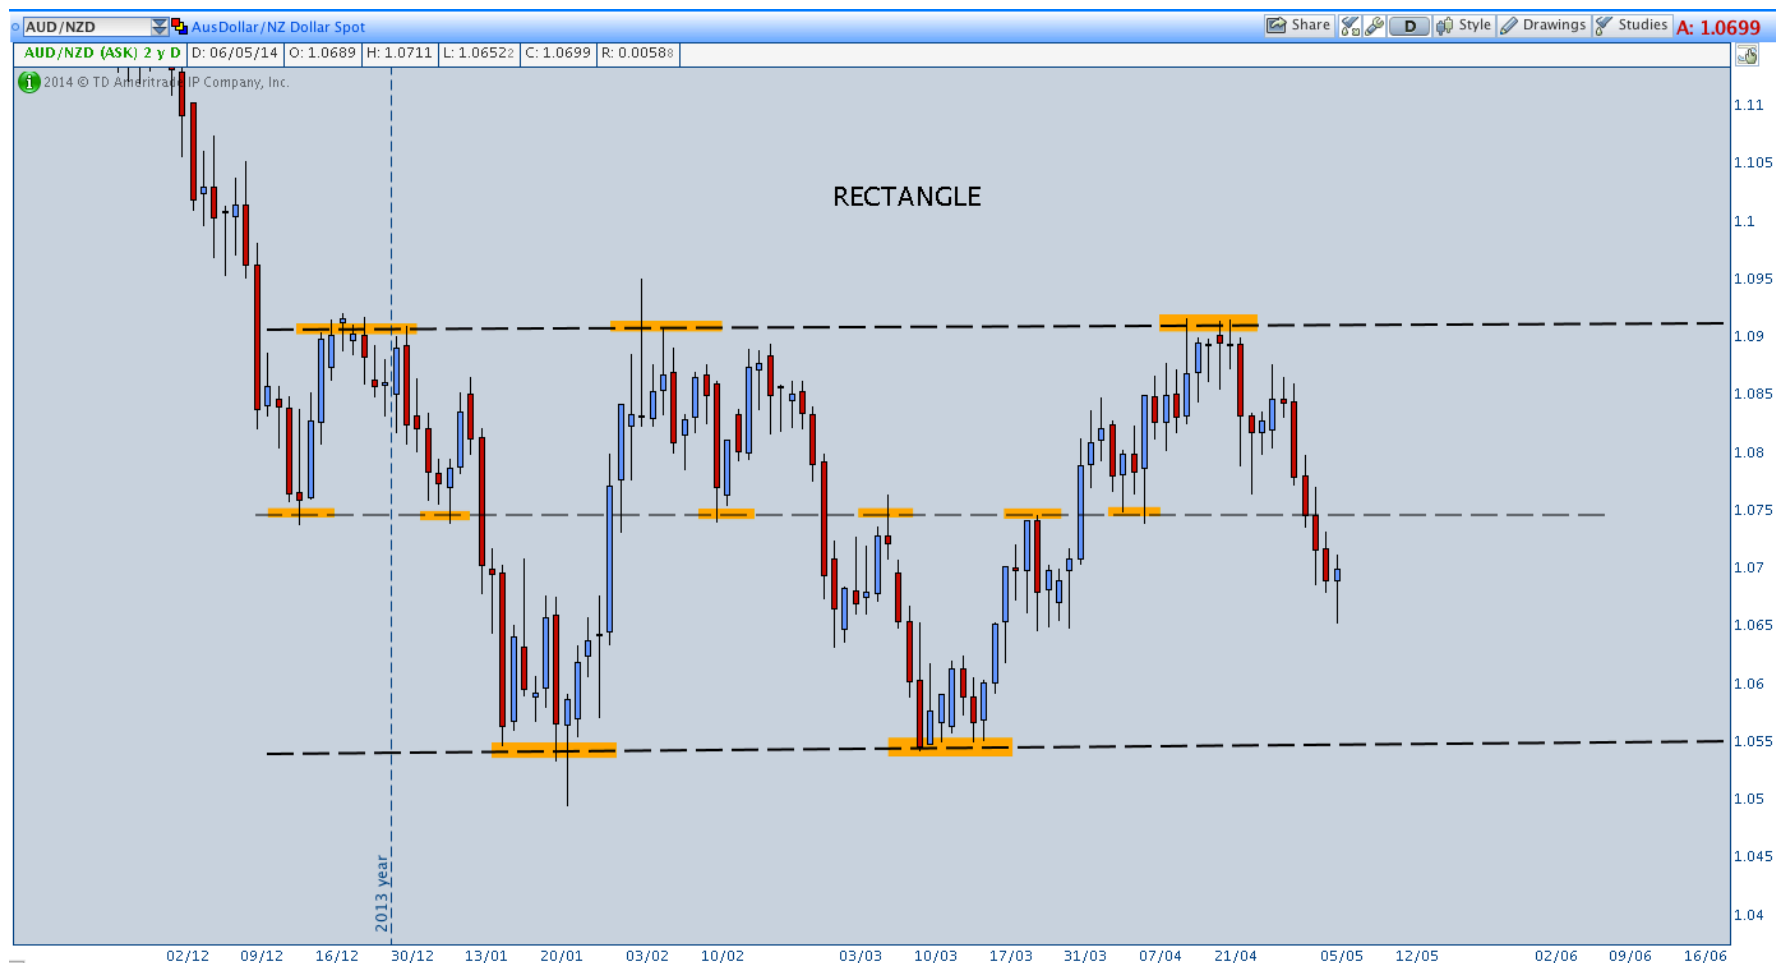 AUD/NZD AusDollar/NZ Dollar Spot Share D Style Drawings Studies A: 1.0699
AUD/NZD (ASK) 2 y D D: 06/05/14 O: 1.0689 H: 1.0711 L: 1.06522 C: 1.0699 R: 0.00588
2014 © TD Ameritrade IP Company, Inc.
RECTANGLE
1.11
1.105
1.1
1.095
1.09
1.085
1.08
1.075
1.07
1.065
1.06
1.055
1.05
1.045
1.04
2013 year
02/12 09/12 16/12 30/12 13/01 20/01 03/02 10/02 03/03 10/03 17/03 31/03 07/04 21/04 05/05 12/05 02/06 09/06 16/06